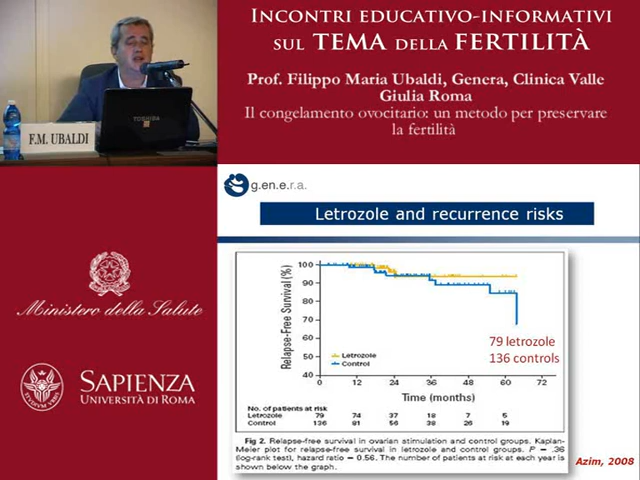 INCONTRI EDUCATIVO-INFORMATIVI
SUL TEMA DELLA FERTILITÀ
Prof. Filippo Maria Ubaldi, Genera, Clinica Valle
Giulia Roma
Il congelamento ovocitario: un metodo per preservare
la fertilità
TOSHIBA
F.M. UBALDI
g.en.e.r.a.
Letrozole and recurrence risks
Ministero della Salute
SAPIENZA
UNIVERSITÀ DI ROMA
Relapse-Free Survival (%)
100
90
80
70
60
50
40
Letrozole
Control
79 letrozole
136 controls
0 12 24 36 48 60 72
Time (months)
No. of patients at risk
Letrozole 79 74 37 18 7 5
Control 136 81 56 38 26 19
Fig 2. Relapse-free survival in ovarian stimulation and control groups. Kaplan-
Meier plot for relapse-free survival in letrozole and control groups. P = .36
(log-rank test), hazard ratio = 0.56. The number of patients at risk at each year is
shown below the graph.
Azim, 2008